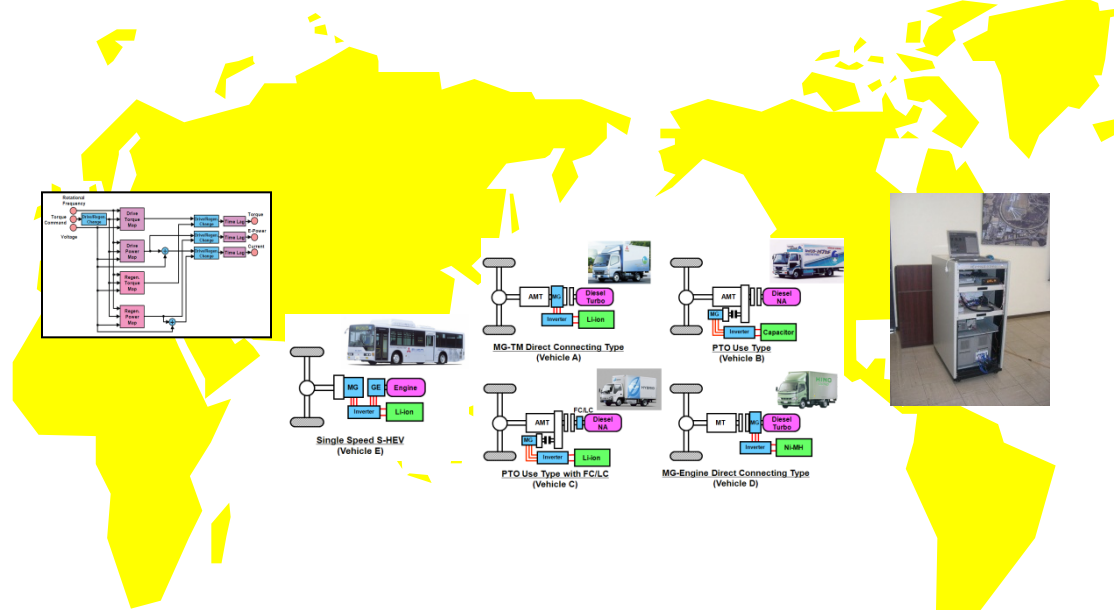 Rotational
Frequency
Torque
Command
Voltage
Drive/Regen.
Change
Drive
Torque
Map
Drive
Power
Map
Regen.
Torque
Map
Regen.
Power
Map
Drive/Regen.
Change
Time Lag
Torque
Drive/Regen.
Change
Time Lag
E-Power
Drive/Regen.
Change
Time Lag
Current
AMT
MG
Diesel
Turbo
Inverter
Li-ion
MG-TM Direct Connecting Type
(Vehicle A)
AMT
Diesel
NA
MG
Inverter
Capacitor
PTO Use Type
(Vehicle B)
MG
GE
Engine
Inverter
Li-ion
Single Speed S-HEV
(Vehicle E)
FC/LC
AMT
Diesel
NA
MG
Inverter
Li-ion
PTO Use Type with FC/LC
(Vehicle C)
HINO
MT
MG
Diesel
Turbo
Inverter
Ni-MH
MG-Engine Direct Connecting Type
(Vehicle D)